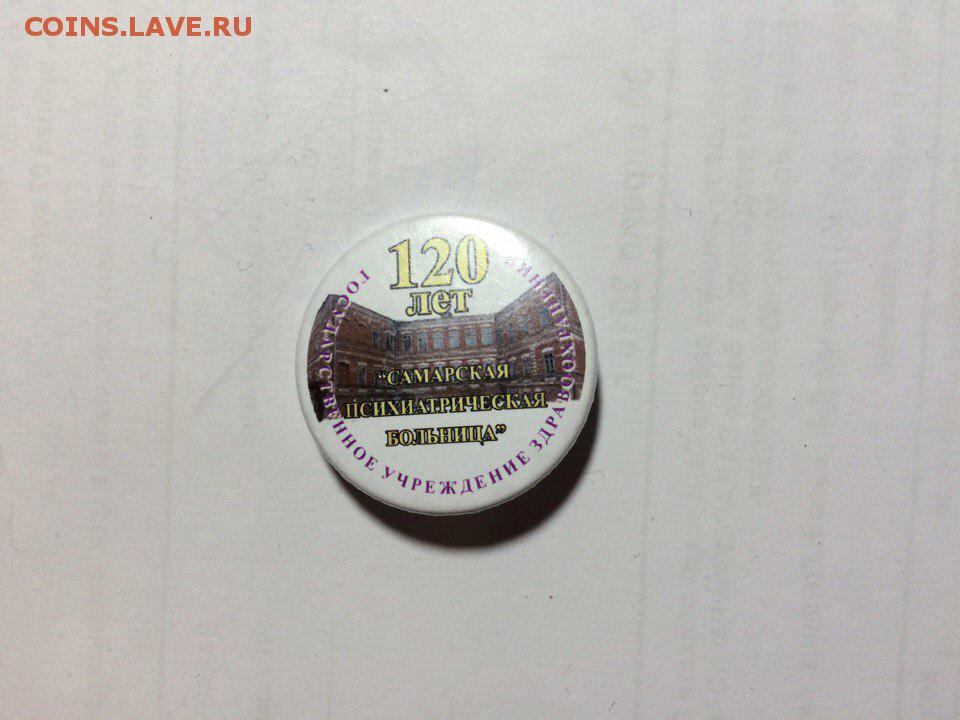 COINS.LAVE.RU
120
лет
"САМАРСКАЯ
ПСИХИАТРИЧЕСКАЯ
БОЛЬНИЦА"
ГОСУДАРСТВЕННОЕ УЧРЕЖДЕНИЕ ЗДРАВООХРАНЕНИЯ